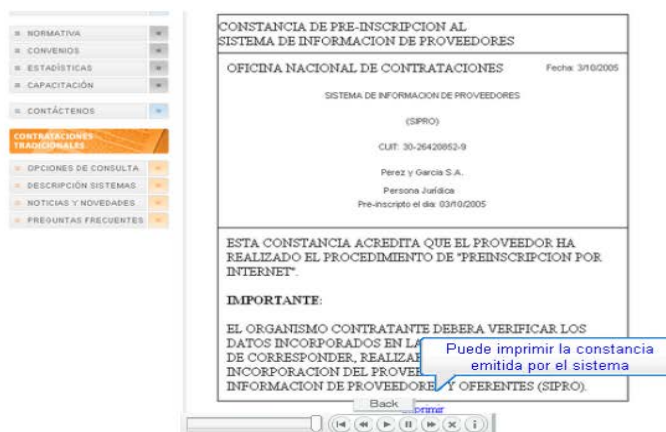 NORMATIVA
CONVENIOS
ESTADÍSTICAS
CAPACITACIÓN
CONTÁCTENOS
CONTRATACIONES
TRADICIONALES
OPCIONES DE CONSULTA
DESCRIPCIÓN SISTEMAS
NOTICIAS Y NOVEDADES
PREGUNTAS FRECUENTES
CONSTANCIA DE PRE-INSCRIPCION AL
SISTEMA DE INFORMACION DE PROVEEDORES
OFICINA NACIONAL DE CONTRATACIONES Fecha: 3/10/2005
SISTEMA DE INFORMACION DE PROVEEDORES
(SIPRO)
CUIT: 30-26420852-9
Perez y Garcia S.A.
Persona Jurídica
Pre-inscripto el dia: 03/10/2005
ESTA CONSTANCIA ACREDITA QUE EL PROVEEDOR HA
REALIZADO EL PROCEDIMIENTO DE "PREINSCRIPCION POR
INTERNET".
IMPORTANTE:
EL ORGANISMO CONTRATANTE DEBERA VERIFICAR LOS
DATOS INCORPORADOS EN LA
DE CORRESPONDER, REALIZAR
INCORPORACION DEL
INFORMACION DE PROVEEDORES Y OFERENTES (SIPRO).
Puede imprimir la constancia
emitida por el sistema
Back
Imprimir